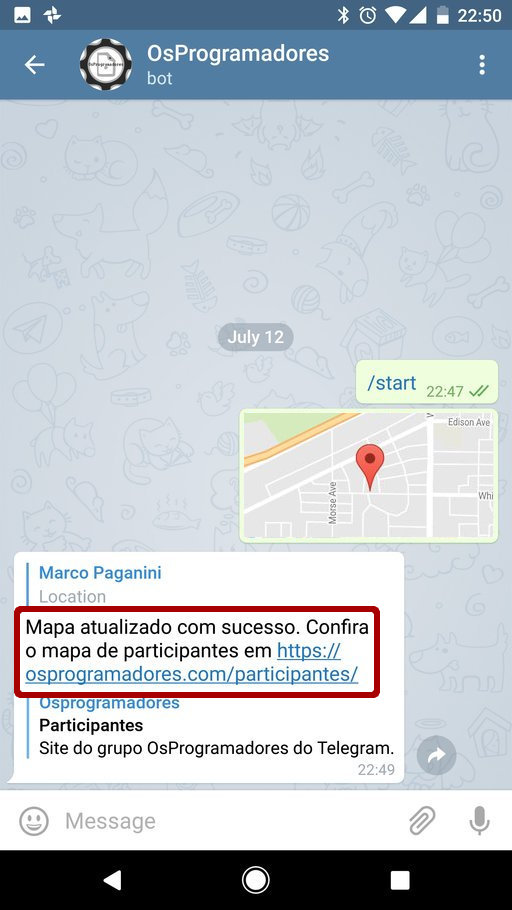 22:50
OsProgramadores
OsProgramadores
bot
July 12
/start 22:47
Edison Ave
Morse Ave
Whi
Marco Paganini
Location
Mapa atualizado com sucesso. Confira
o mapa de participantes em https://
osprogramadores.com/participantes/
Osprogramadores
Participantes
Site do grupo OsProgramadores do Telegram.
22:49
Message